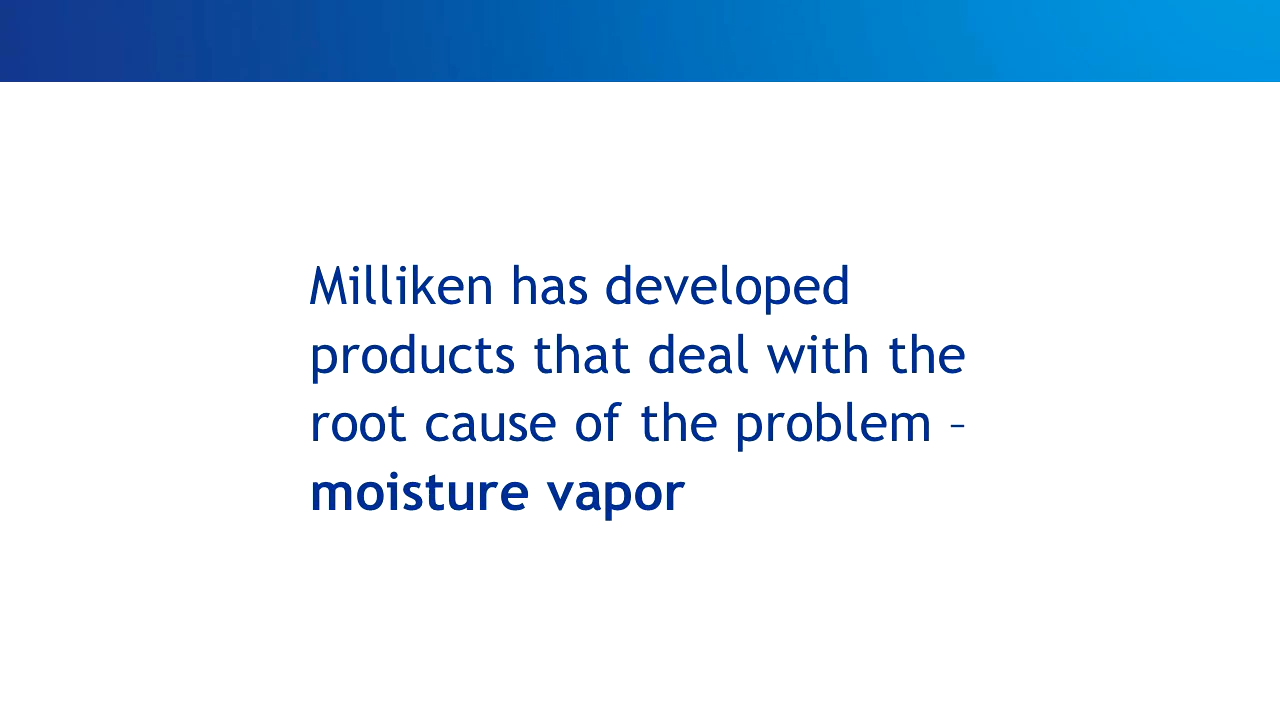 Milliken has developed
products that deal with the
root cause of the problem –
moisture vapor